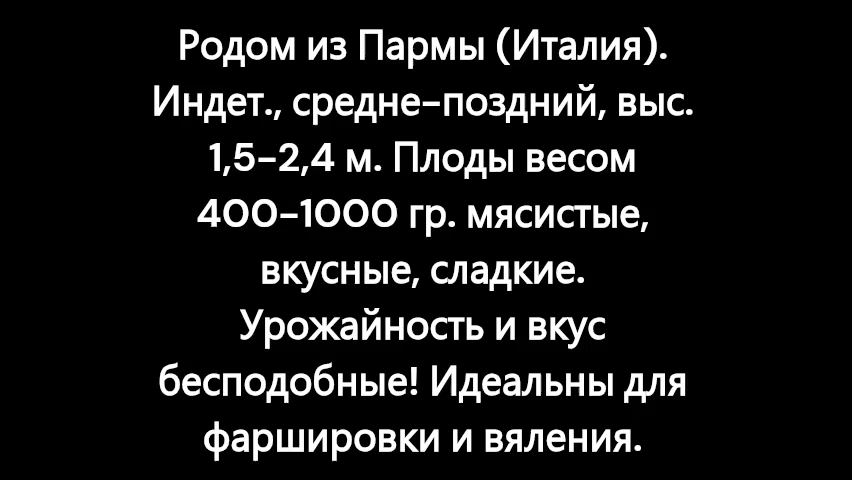 Родом из Пармы (Италия).
Индет., средне-поздний, выс.
1,5-2,4 м. Плоды весом
400-1000 гр. мясистые,
вкусные, сладкие.
Урожайность и вкус
бесподобные! Идеальны для
фаршировки и вяления.